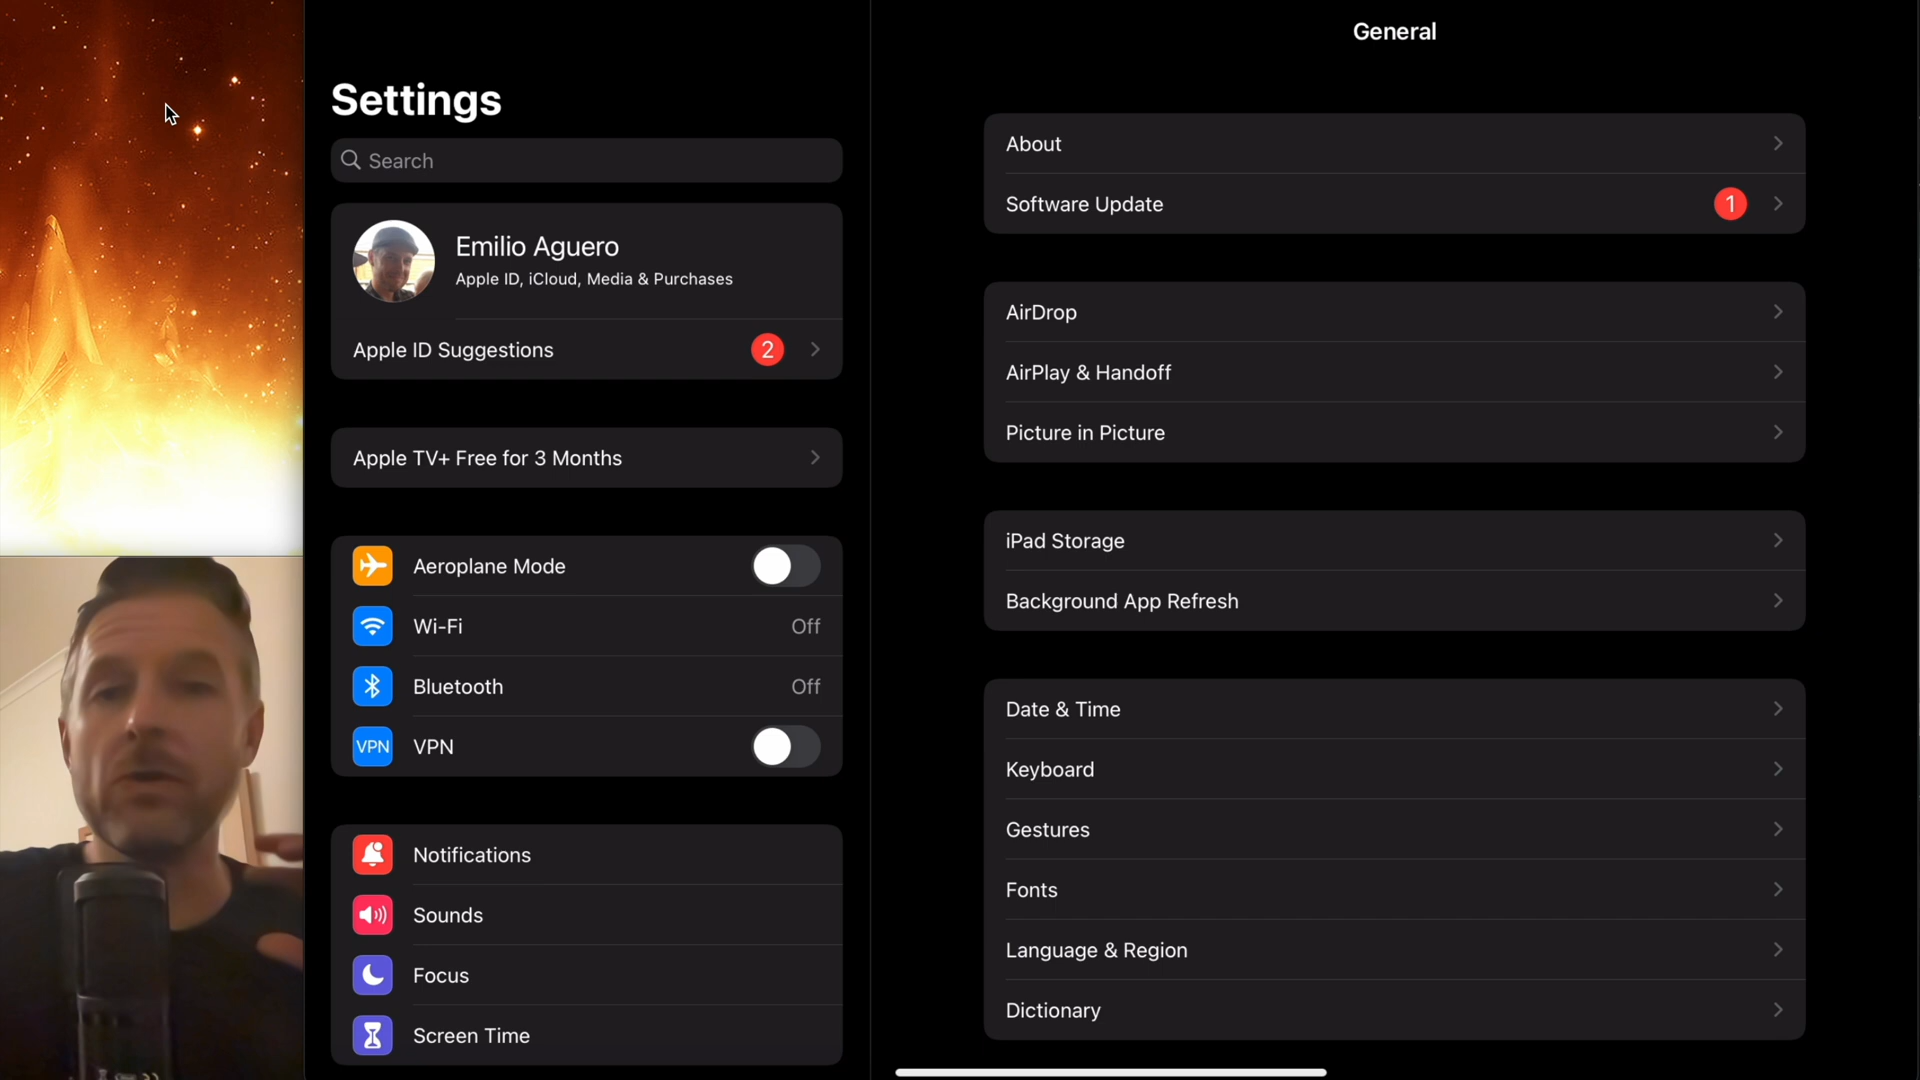 Settings
Search
Emilio Aguero
Apple ID, iCloud, Media & Purchases
Apple ID Suggestions 2
Apple TV+ Free for 3 Months
Aeroplane Mode
Wi-Fi Off
Bluetooth Off
VPN VPN
Notifications
Sounds
Focus
Screen Time
General
About
Software Update 1
AirDrop
AirPlay & Handoff
Picture in Picture
iPad Storage
Background App Refresh
Date & Time
Keyboard
Gestures
Fonts
Language & Region
Dictionary